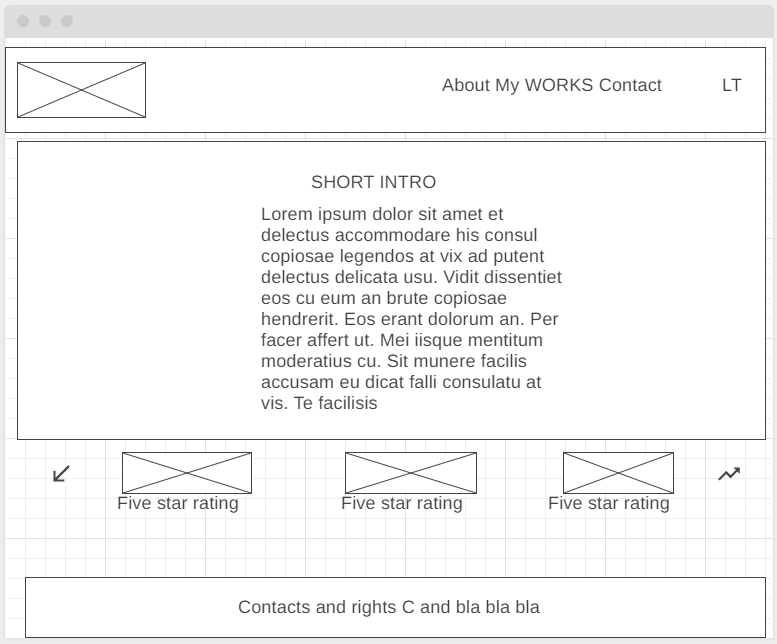 About My WORKS Contact LT
SHORT INTRO
Lorem ipsum dolor sit amet et
delectus accommodare his consul
copiosae legendos at vix ad putent
delectus delicata usu. Vidit dissentiet
eos cu eum an brute copiosae
hendrerit. Eos erant dolorum an. Per
facer affert ut. Mei iisque mentitum
moderatius cu. Sit munere facilis
accusam eu dicat falli consulatu at
vis. Te facilisis
Five star rating Five star rating Five star rating
Contacts and rights C and bla bla bla